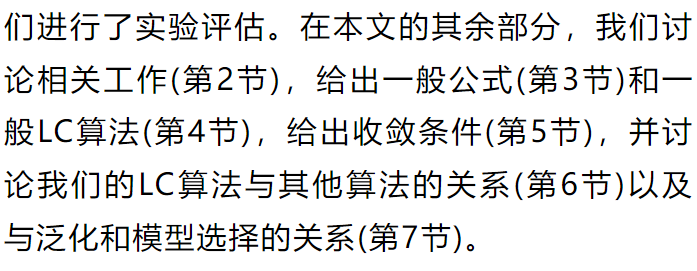 们进行了实验评估。在本文的其余部分，我们讨
论相关工作(第2节)，给出一般公式(第3节)和一
般LC算法(第4节)，给出收敛条件(第5节)，并讨
论我们的LC算法与其他算法的关系(第6节)以及
与泛化和模型选择的关系(第7节)。